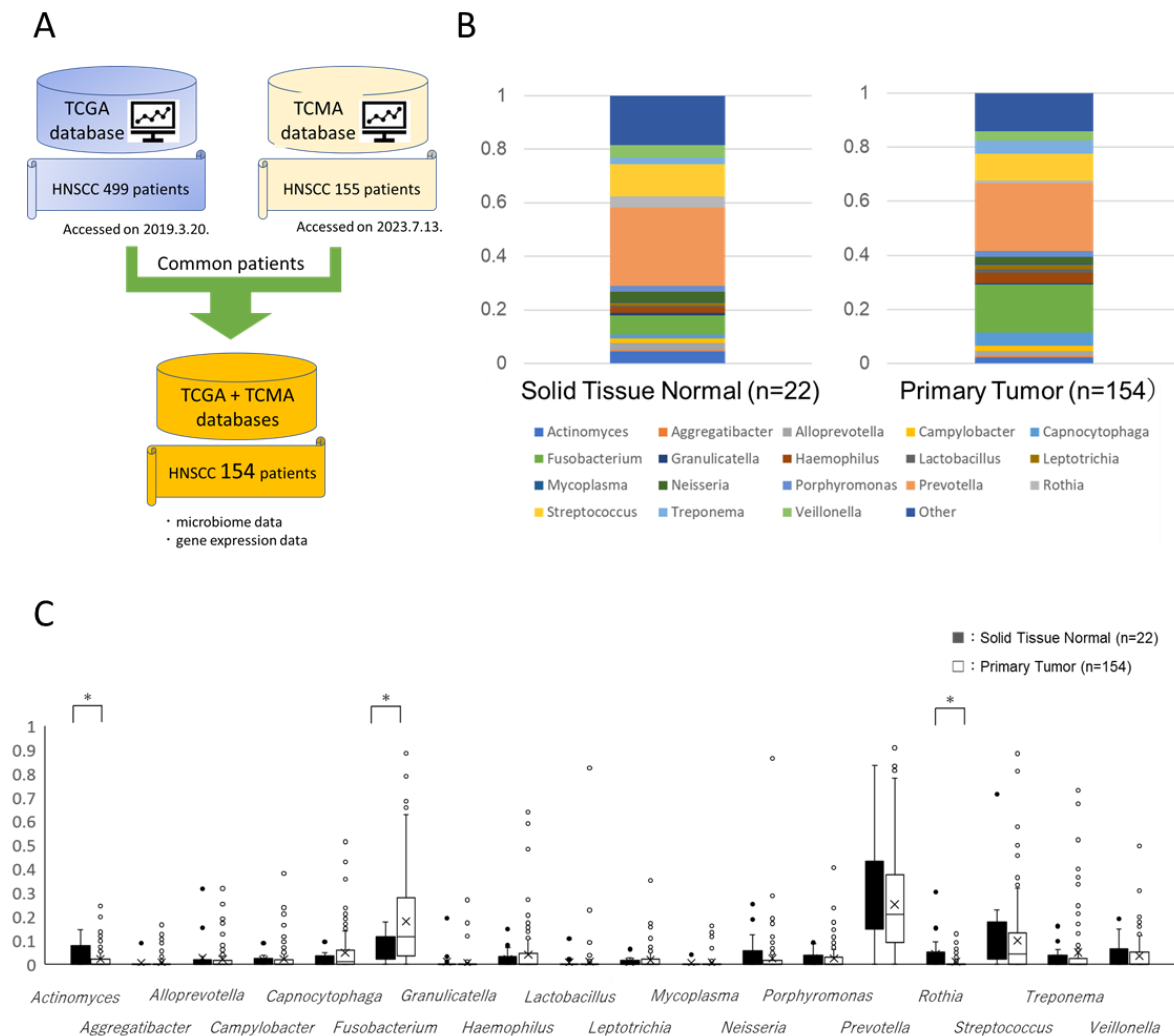 A
TCGA
database
TCMA
database
HNSCC 499 patients
HNSCC 155 patients
Accessed on 2019.3.20.
Accessed on 2023.7.13.
Common patients
TCGA + TCMA
databases
HNSCC 154 patients
・ microbiome data
・ gene expression data
B
1
0.8
0.6
0.4
0.2
0
1
0.8
0.6
0.4
0.2
0
Solid Tissue Normal (n=22)
Primary Tumor (n=154)
Actinomyces Aggregatibacter Alloprevotella Campylobacter Capnocytophaga
Fusobacterium Granulicatella Haemophilus Lactobacillus Leptotrichia
Mycoplasma Neisseria Porphyromonas Prevotella Rothia
Streptococcus Treponema Veillonella Other
C
: Solid Tissue Normal (n=22)
: Primary Tumor (n=154)
* * *
1
0.9
0.8
0.7
0.6
0.5
0.4
0.3
0.2
0.1
0
Actinomyces Alloprevotella Capnocytophaga Granulicatella Lactobacillus Mycoplasma Porphyromonas Rothia Treponema
Aggregatibacter Campylobacter Fusobacterium Haemophilus Leptotrichia Neisseria Prevotella Streptococcus Veillonella